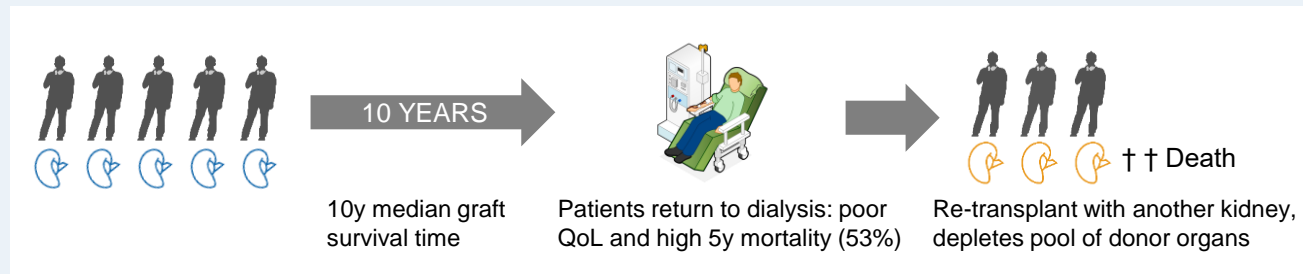 10 YEARS
† † Death
10y median graft
survival time
Patients return to dialysis: poor
QoL and high 5y mortality (53%)
Re-transplant with another kidney,
depletes pool of donor organs